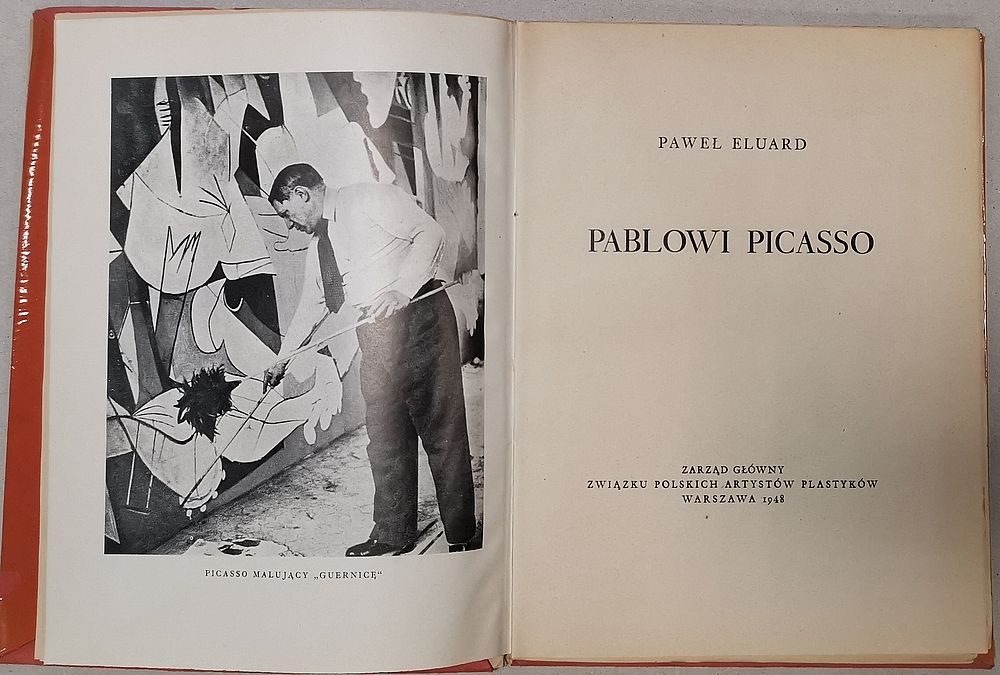 PICASSO MALUJĄCY „GUERNICĘ“
PAWEŁ ELUARD
PABLOWI PICASSO
ZARZĄD GŁÓWNY
ZWIĄZKU POLSKICH ARTYSTÓW PLASTYKÓW
WARSZAWA 1948